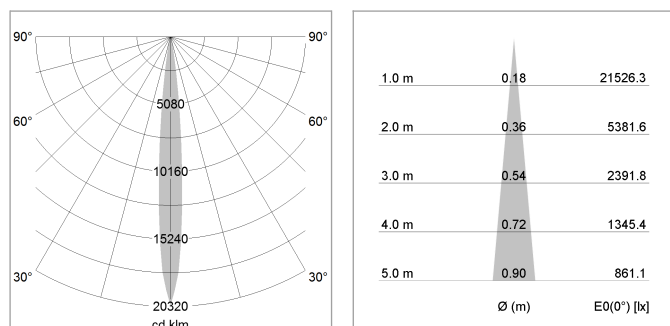 90° 90°
5080
60° 60°
10160
15240
30° 30°
20320
cd klm
1.0 m 0.18 21526.3
2.0 m 0.36 5381.6
3.0 m 0.54 2391.8
4.0 m 0.72 1345.4
5.0 m 0.90 861.1
Ø (m) E0(0°) [lx]